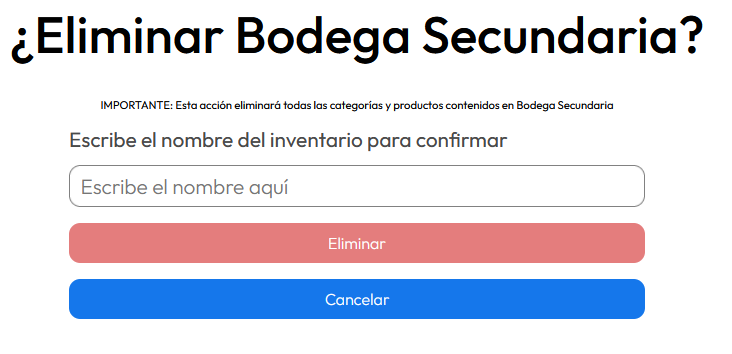 ¿Eliminar Bodega Secundaria?
IMPORTANTE: Esta acción eliminará todas las categorías y productos contenidos en Bodega Secundaria
Escribe el nombre del inventario para confirmar
Escribe el nombre aquí
Eliminar
Cancelar